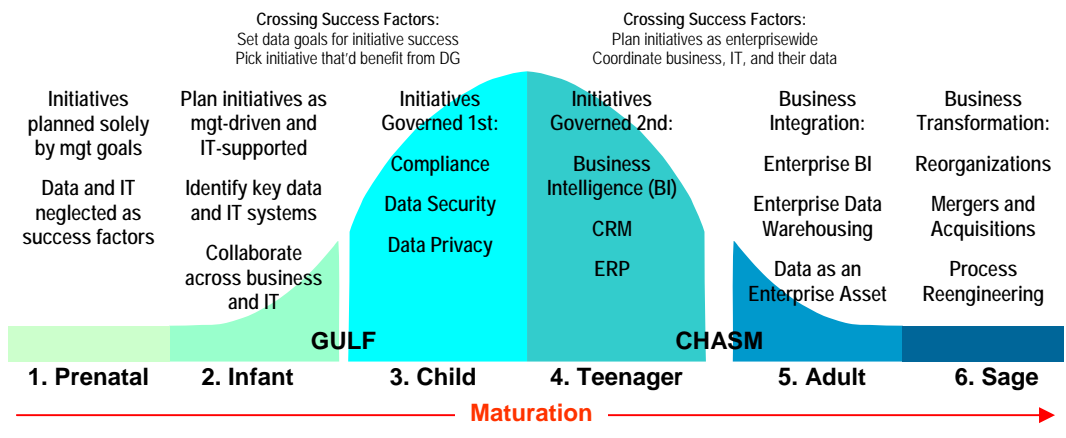 Crossing Success Factors:
Set data goals for initiative success
Pick initiative that'd benefit from DG
Crossing Success Factors:
Plan initiatives as enterprisewide
Coordinate business, IT, and their data
Initiatives
planned solely
by mgt goals
Data and IT
neglected as
success factors
Plan initiatives as
mgt-driven and
IT-supported
Identify key data
and IT systems
Collaborate
across business
and IT
Initiatives
Governed 1st:
Compliance
Data Security
Data Privacy
Initiatives
Governed 2nd:
Business
Intelligence (BI)
CRM
ERP
Business
Integration:
Enterprise BI
Enterprise Data
Warehousing
Data as an
Enterprise Asset
Business
Transformation:
Reorganizations
Mergers and
Acquisitions
Process
Reengineering
GULF
CHASM
1. Prenatal
2. Infant
3. Child
4. Teenager
5. Adult
6. Sage
Maturation